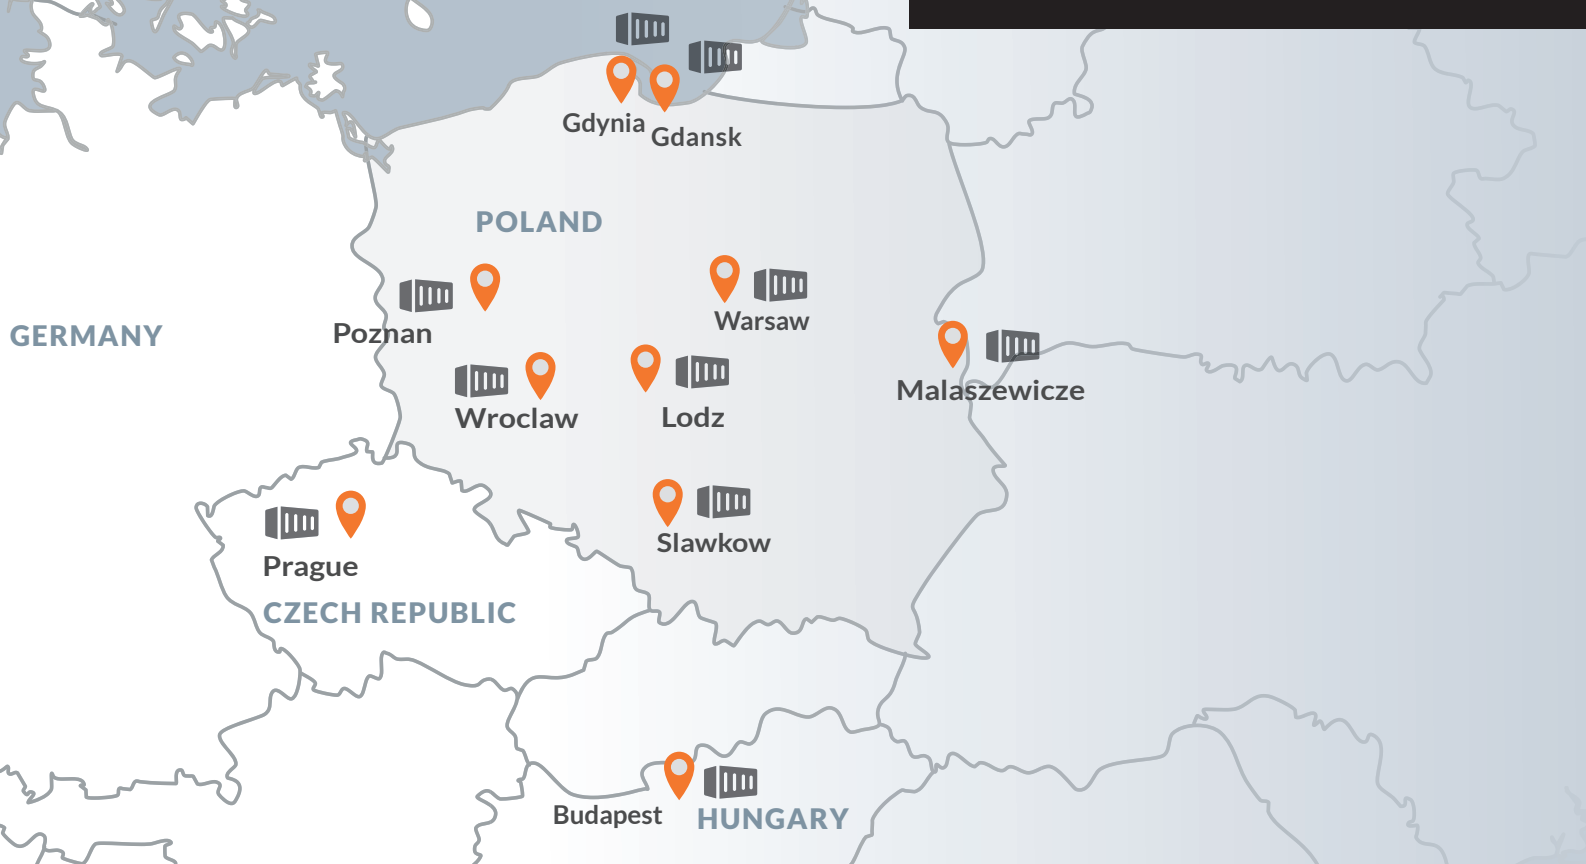 Gdynia
Gdansk
POLAND
Warsaw
Poznan
GERMANY
Malaszewicze
Wroclaw
Lodz
Slawkow
Prague
CZECH REPUBLIC
Budapest
HUNGARY